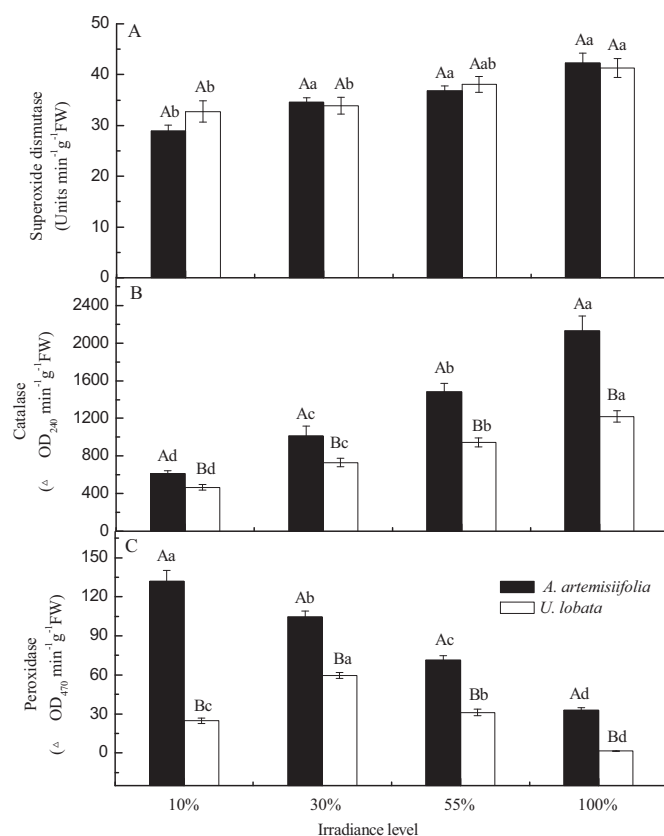 A
50
40
30
20
10
0
Superoxide dismutase
(Units min⁻¹g⁻¹FW)
Ab Ab Aa Ab Aa Aab Aa Aa
B
2400
2000
1600
1200
800
400
0
Catalase
(△ OD₂₄₀ min⁻¹g⁻¹FW)
Ad Bd Ac Bc Ab Bb Aa Ba
C
150
120
90
60
30
0
Peroxidase
(△ OD₄₇₀ min⁻¹g⁻¹FW)
Aa Bc Ab Ba Ac Bb Ad Bd
A. artemisiifolia
U. lobata
10% 30% 55% 100%
Irradiance level